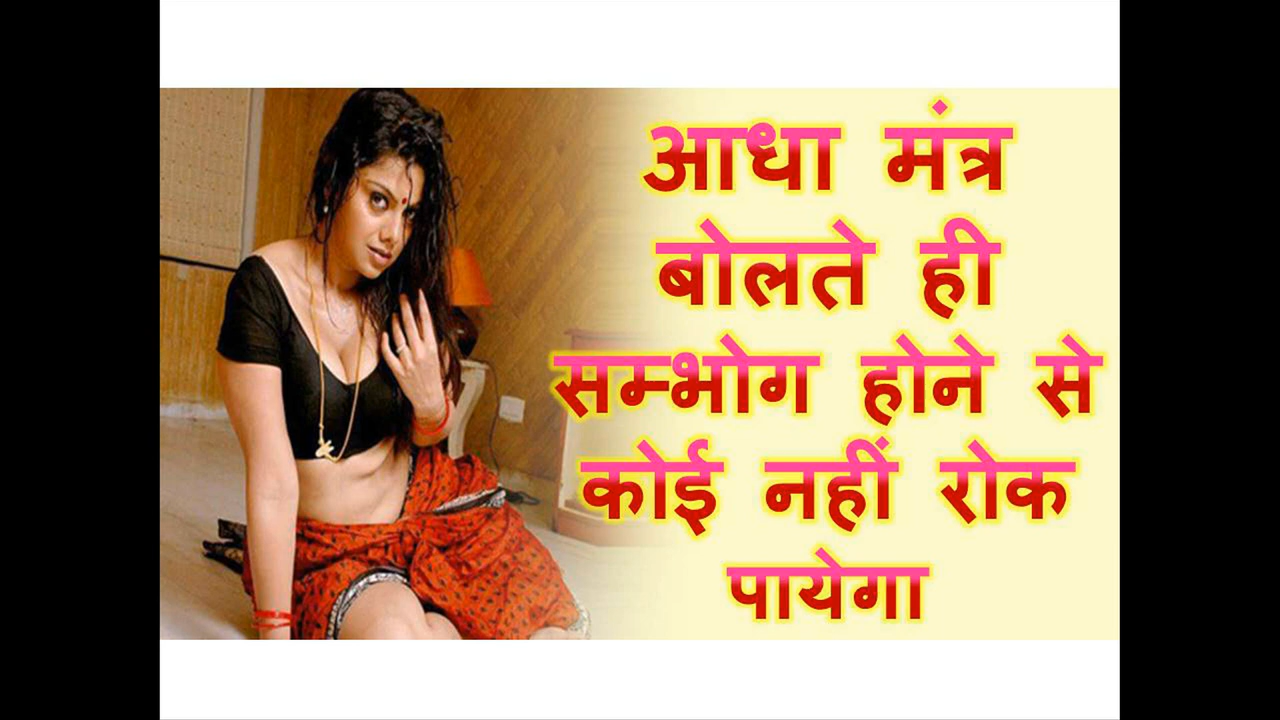 आधा मंत्र
बोलते ही
सम्भोग होने से
कोई नहीं रोक
पायेगा